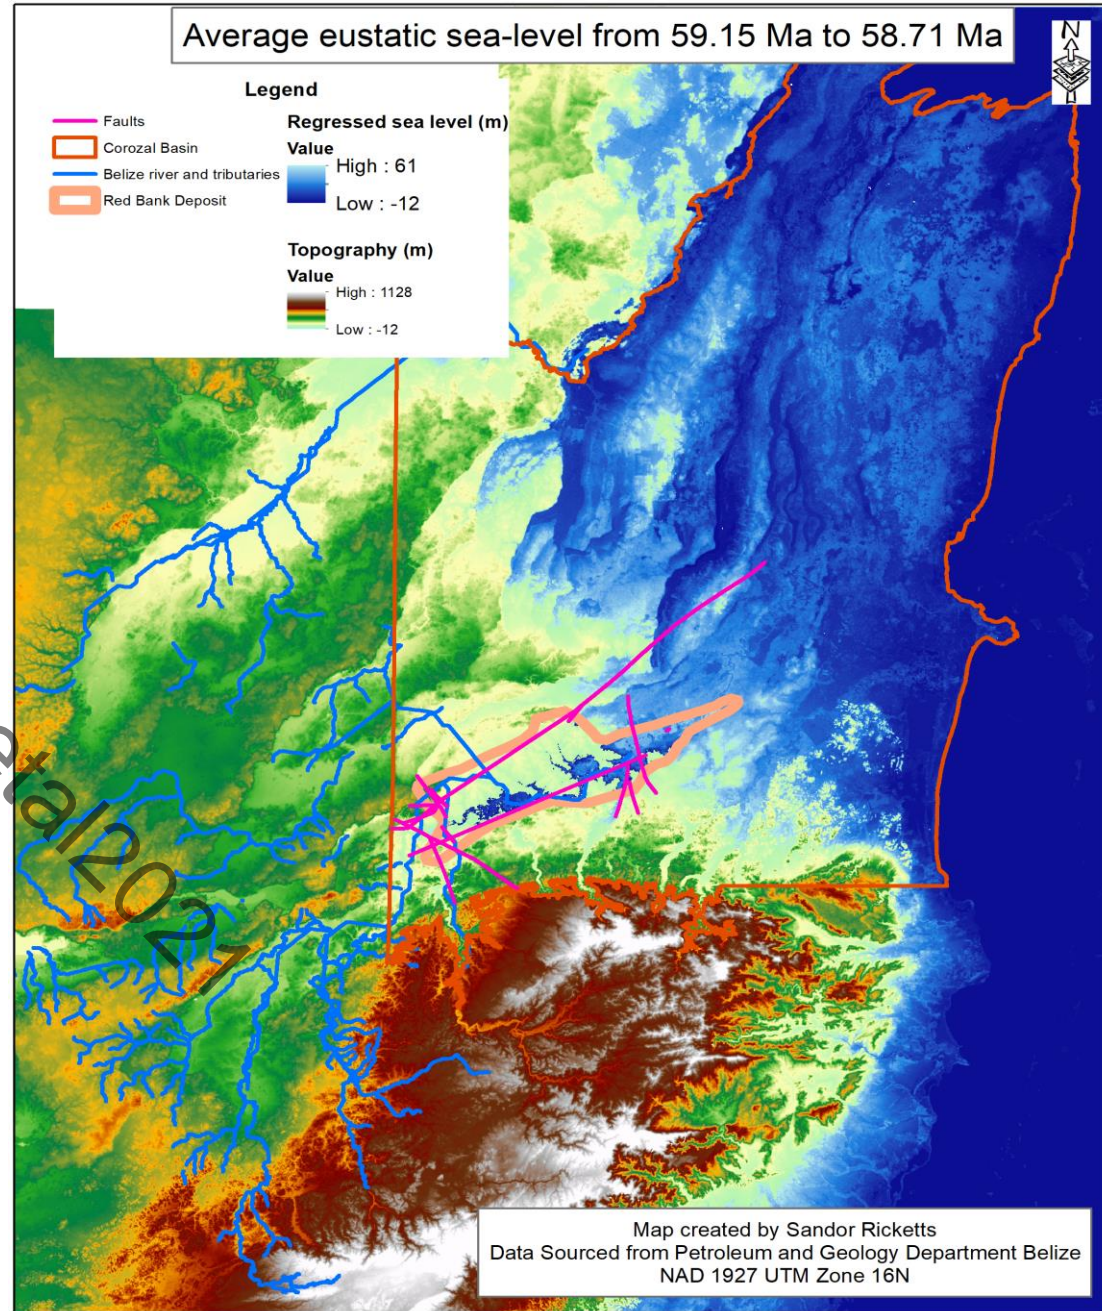 Average eustatic sea-level from 59.15 Ma to 58.71 Ma
N
Legend
Faults
Corozal Basin
Belize river and tributaries
Red Bank Deposit
Regressed sea level (m)
Value
High : 61
Low : -12
Topography (m)
Value
High : 1128
Low : -12
etal2021
Map created by Sandor Ricketts
Data Sourced from Petroleum and Geology Department Belize
NAD 1927 UTM Zone 16N